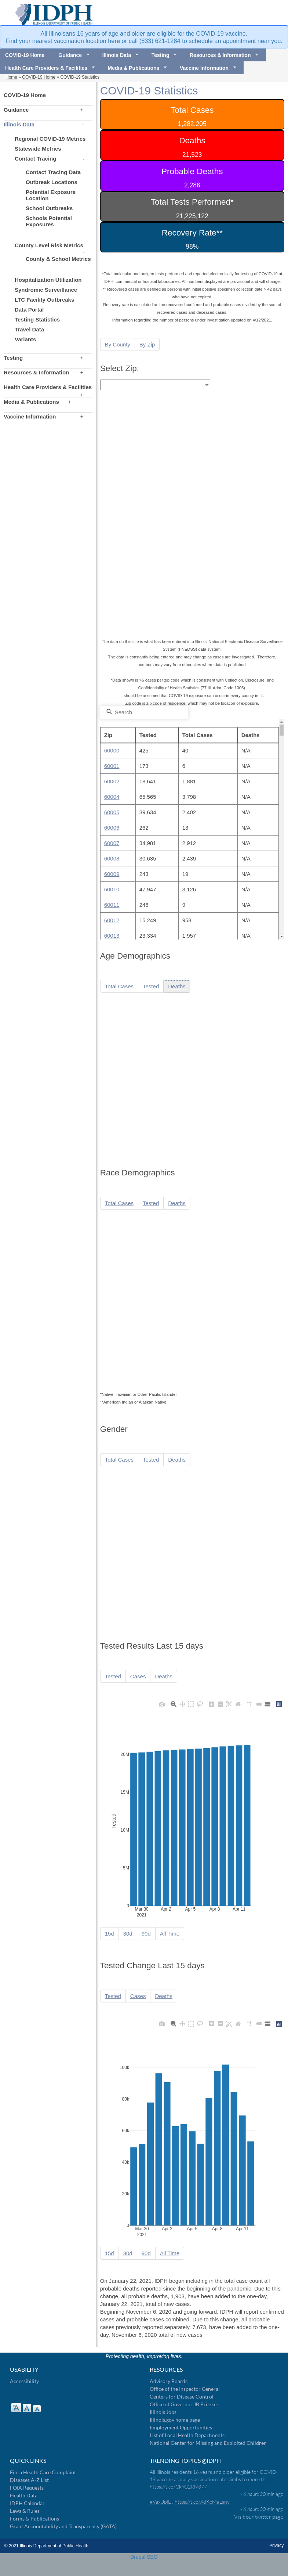 IDPH
ILLINOIS DEPARTMENT OF PUBLIC HEALTH
All Illinoisans 16 years of age and older are eligible for the COVID-19 vaccine.
Find your nearest vaccination location here or call (833) 621-1284 to schedule an appointment near you.
COVID-19 Home Guidance Illinois Data Testing Resources & Information
Health Care Providers & Facilities Media & Publications Vaccine Information
Home » COVID-19 Home » COVID-19 Statistics
COVID-19 Home
Guidance +
Illinois Data -
Regional COVID-19 Metrics
Statewide Metrics
Contact Tracing -
Contact Tracing Data
Outbreak Locations
Potential Exposure
Location
School Outbreaks
Schools Potential
Exposures
County Level Risk Metrics
-
County & School Metrics
Hospitalization Utilization
Syndromic Surveillance
LTC Facility Outbreaks
Data Portal
Testing Statistics
Travel Data
Variants
Testing +
Resources & Information +
Health Care Providers & Facilities
+
Media & Publications +
Vaccine Information +
COVID-19 Statistics
Total Cases
1,282,205
Deaths
21,523
Probable Deaths
2,286
Total Tests Performed*
21,225,122
Recovery Rate**
98%
*Total molecular and antigen tests performed and reported electronically for testing of COVID-19 at
IDPH, commercial or hospital laboratories. All numbers displayed are provisional and will change.
** Recovered cases are defined as persons with initial positive specimen collection date > 42 days
who have not expired.
Recovery rate is calculated as the recovered and probable cases divided by the sum of
recovered cases and deceased cases.
Information regarding the number of persons under investigation updated on 4/12/2021.
By County By Zip
Select Zip:
The data on this site is what has been entered into Illinois' National Electronic Disease Surveillance
System (I-NEDSS) data system.
The data is constantly being entered and may change as cases are investigated. Therefore,
numbers may vary from other sites where data is published.
*Data shown is >5 cases per zip code which is consistent with Collection, Disclosure, and
Confidentiality of Health Statistics (77 Ill. Adm. Code 1005).
It should be assumed that COVID-19 exposure can occur in every county in IL.
Zip code is zip code of residence, which may not be location of exposure.
Search
Zip Tested Total Cases Deaths
60000 425 40 N/A
60001 173 6 N/A
60002 18,641 1,881 N/A
60004 65,565 3,798 N/A
60005 39,634 2,402 N/A
60006 262 13 N/A
60007 34,981 2,912 N/A
60008 30,635 2,439 N/A
60009 243 19 N/A
60010 47,947 3,126 N/A
60011 246 9 N/A
60012 15,249 958 N/A
60013 23,334 1,957 N/A
Age Demographics
Total Cases Tested Deaths
Race Demographics
Total Cases Tested Deaths
*Native Hawaiian or Other Pacific Islander
**American Indian or Alaskan Native
Gender
Total Cases Tested Deaths
Tested Results Last 15 days
Tested Cases Deaths
20M
15M
10M
5M
0
Tested
Mar 30 Apr 2 Apr 5 Apr 8 Apr 11
2021
15d 30d 90d All Time
Tested Change Last 15 days
Tested Cases Deaths
100k
80k
60k
40k
20k
0
Mar 30 Apr 2 Apr 5 Apr 8 Apr 11
2021
15d 30d 90d All Time
On January 22, 2021, IDPH began including in the total case count all
probable deaths reported since the beginning of the pandemic. Due to this
change, all probable deaths, 1,903, have been added to the one-day,
January 22, 2021, total of new cases.
Beginning November 6, 2020 and going forward, IDPH will report confirmed
cases and probable cases combined. Due to this change, all probable
cases previously reported separately, 7,673, have been added to the one-
day, November 6, 2020 total of new cases.
Protecting health, improving lives.
USABILITY
Accessibility
A A A
RESOURCES
Advisory Boards
Office of the Inspector General
Centers for Disease Control
Office of Governor JB Pritzker
Illinois Jobs
Illinois.gov home page
Employment Opportunities
List of Local Health Departments
National Center for Missing and Exploited Children
QUICK LINKS
File a Health Care Complaint
Diseases A-Z List
FOIA Requests
Health Data
IDPH Calendar
Laws & Rules
Forms & Publications
Grant Accountability and Transparency (GATA)
TRENDING TOPICS @IDPH
All Illinois residents 16 years and older eligible for COVID-
19 vaccine as daily vaccination rate climbs to more th…
—6 hours 28 min ago
—6 hours 30 min ago
Visit our twitter page
© 2021 Illinois Department of Public Health. Privacy
Drupal SEO